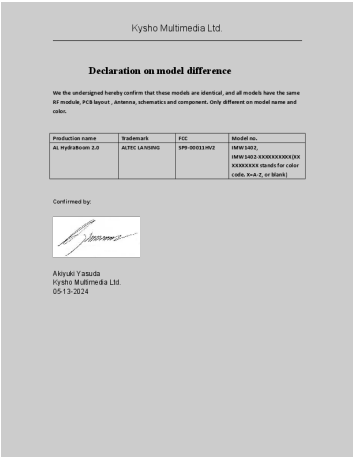 Kysho Multimedia Ltd.
Declaration on model difference
We the undersigned hereby confirm that these models are identical, and all models have the same
RF module, PCB layout , Antenna, schematics and component. Only different on model name and
color.
Production name Trademark FCC Model no.
AL HydraBoom 2.0 ALTEC LANSING SP9-00011HV2 IMW1402,
IMW1402-XXXXXXXXXX(XX
XXXXXXXX stands for color
code, X=A-Z, or blank)
Confirmed by:
Akiyuki Yasuda
Kysho Multimedia Ltd.
05-13-2024